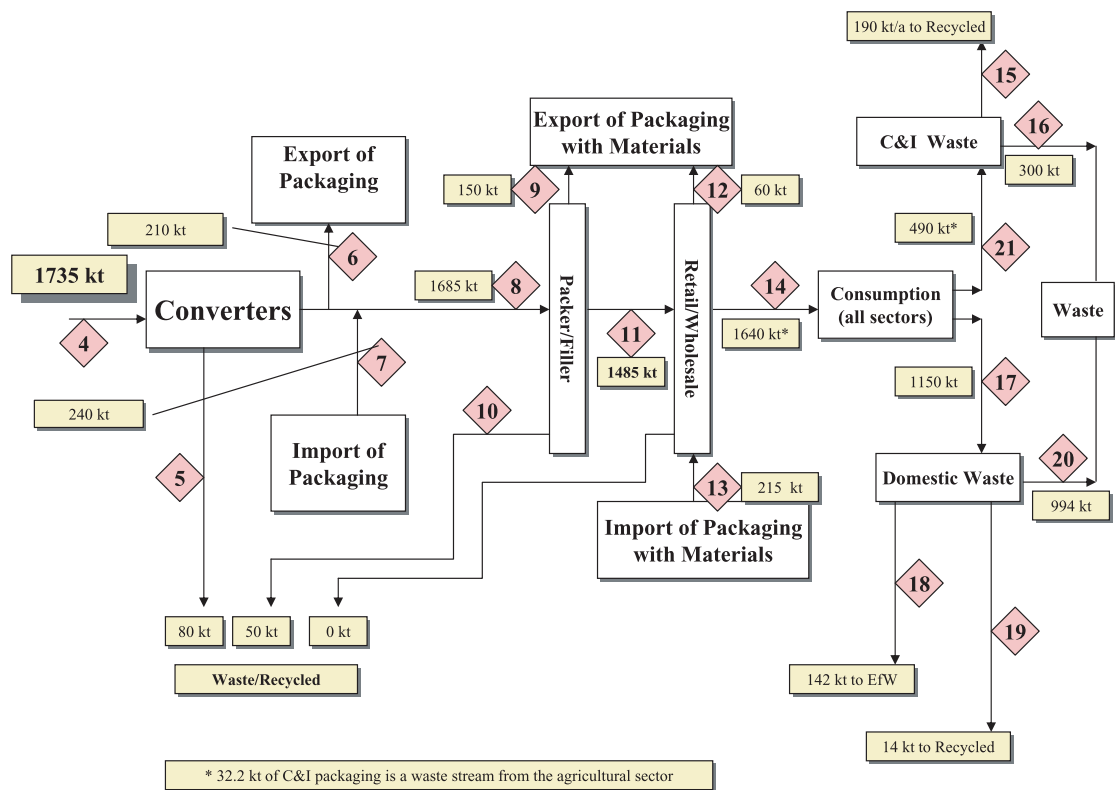 190 kt/a to Recycled
15
16
Export of Packaging
with Materials
C&I Waste
Export of
Packaging
300 kt
150 kt
9
12
60 kt
210 kt
490 kt*
21
6
1735 kt
1685 kt
8
14
Converters
Packer/Filler
Retail/Wholesale
Consumption
(all sectors)
Waste
4
11
1640 kt*
7
1485 kt
1150 kt
17
240 kt
10
Import of
Packaging
5
13
215 kt
Domestic Waste
20
994 kt
Import of Packaging
with Materials
18
19
80 kt
50 kt
0 kt
Waste/Recycled
142 kt to EfW
14 kt to Recycled
* 32.2 kt of C&I packaging is a waste stream from the agricultural sector